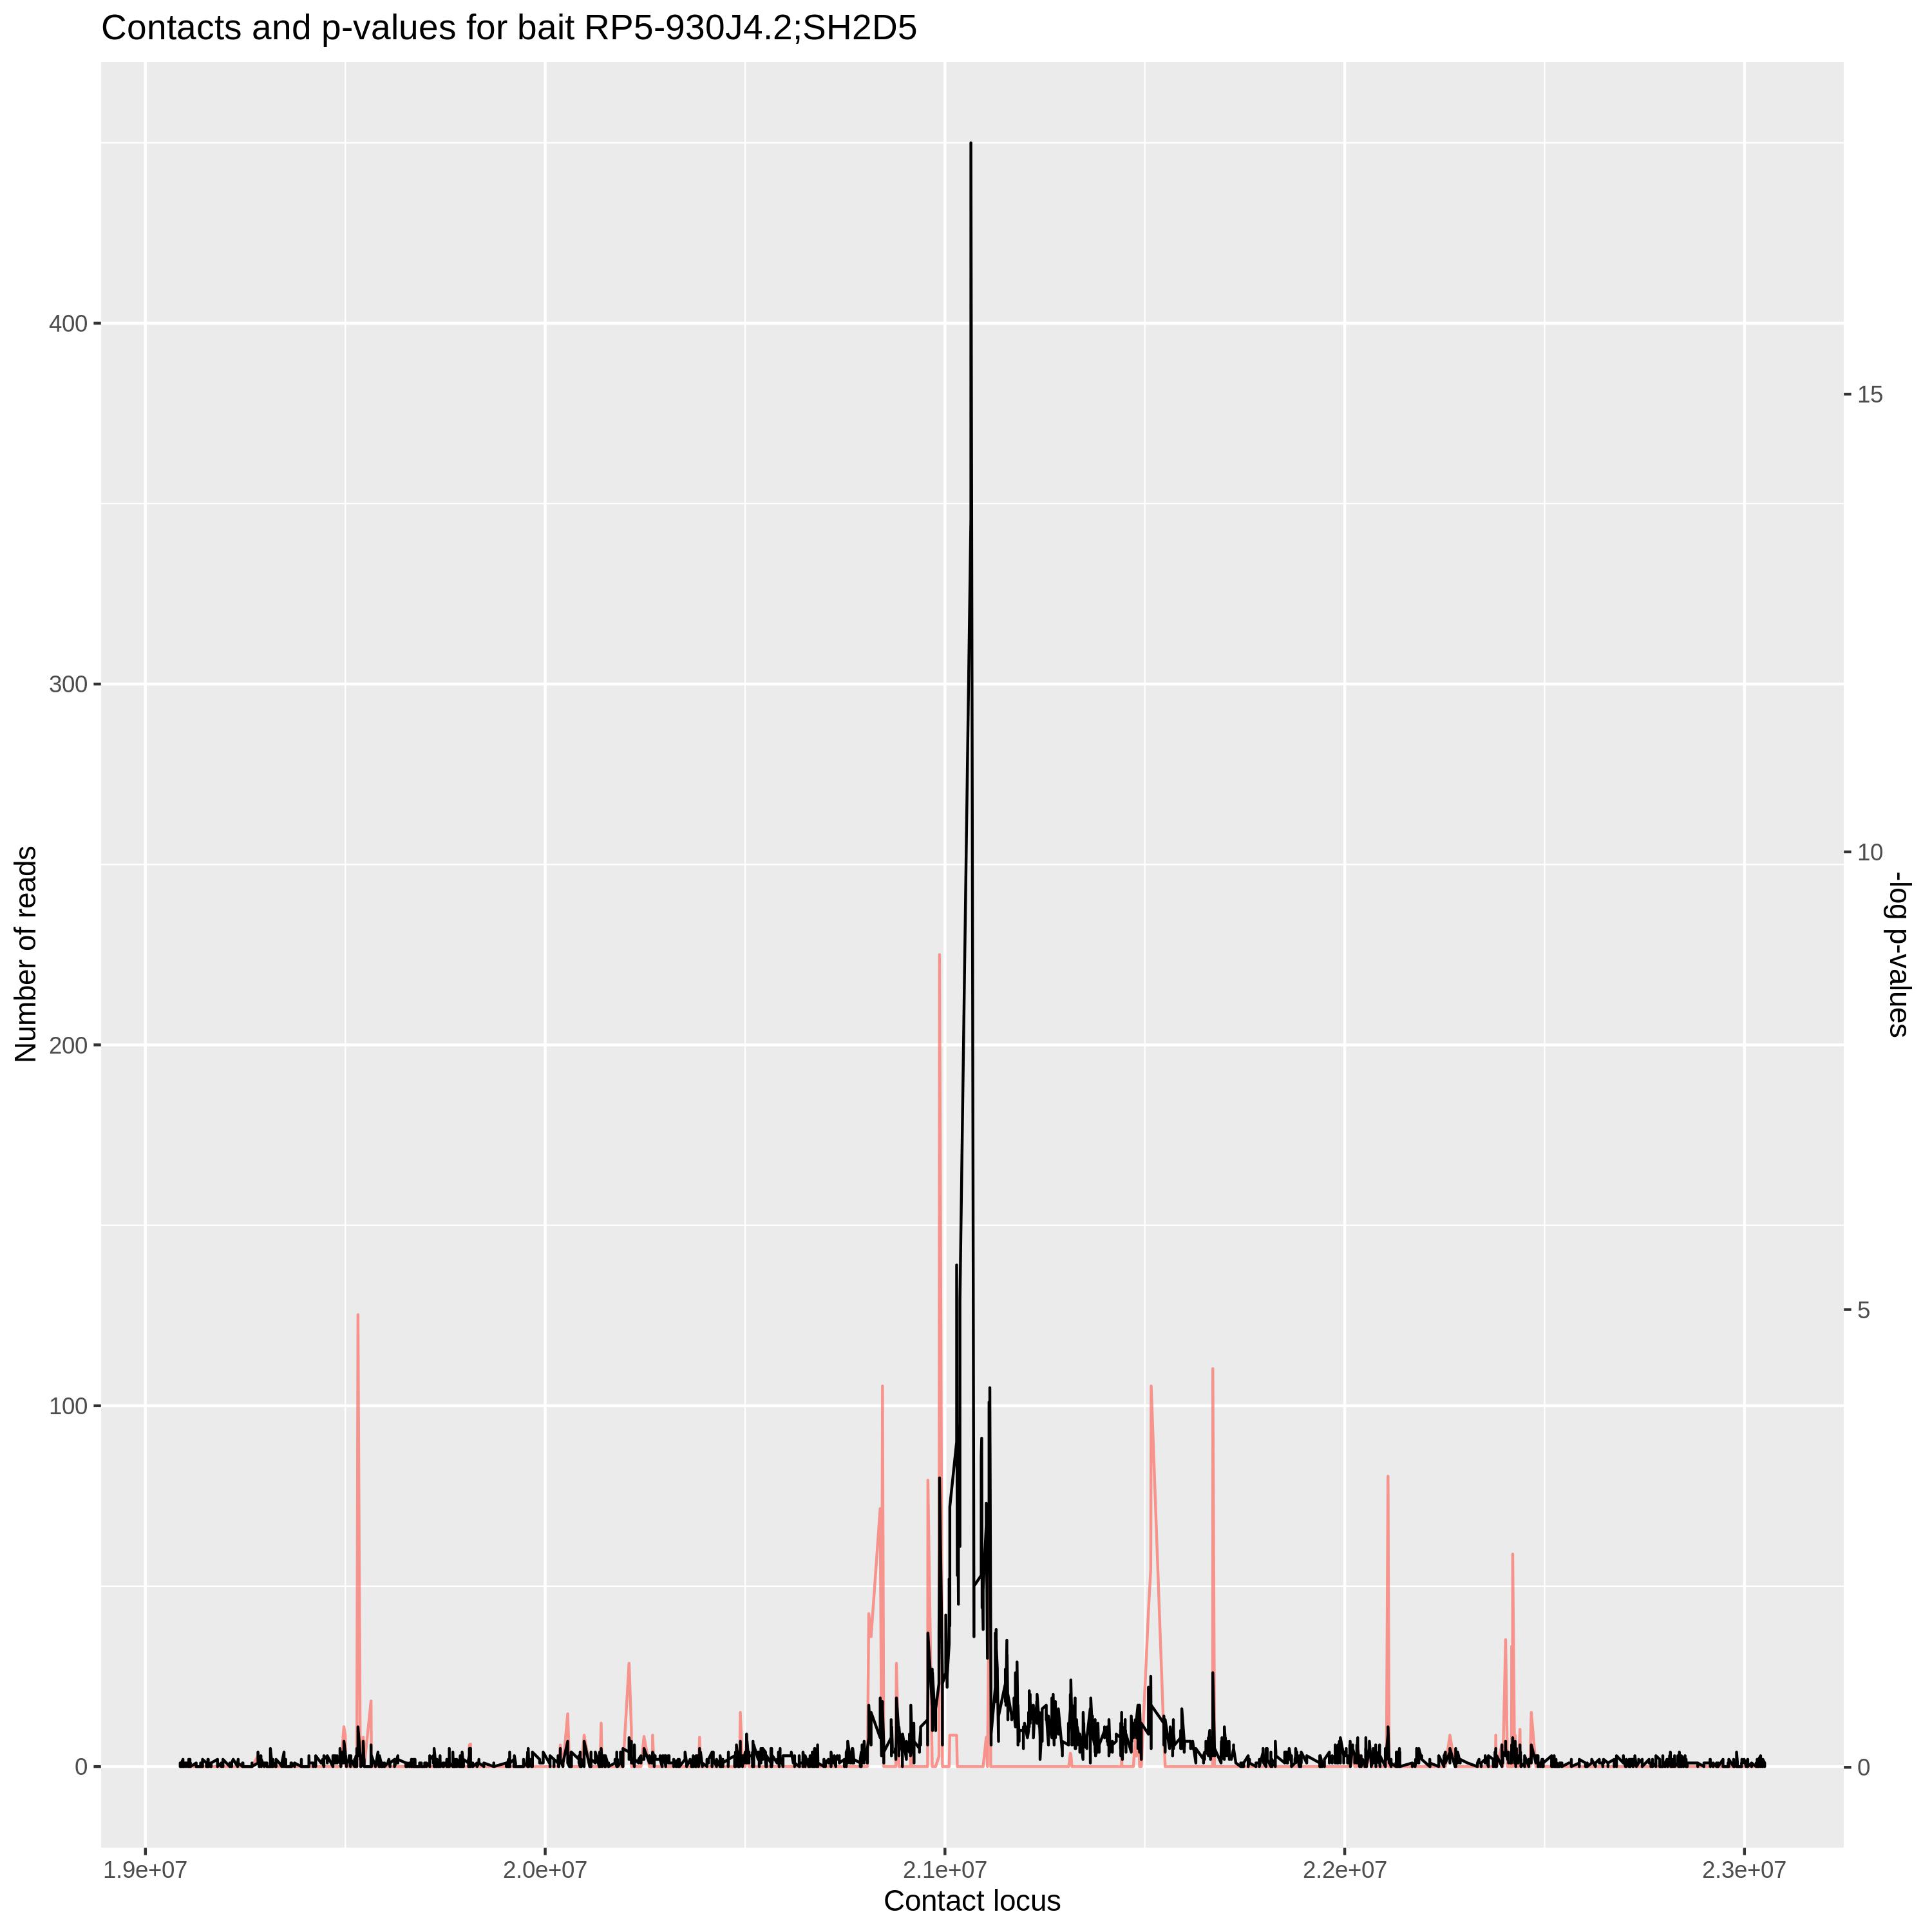 Contacts and p-values for bait RP5-930J4.2;SH2D5
400
300
200
100
0
Number of reads
15
10
5
0
-log p-values
1.9e+07 2.0e+07 2.1e+07 2.2e+07 2.3e+07
Contact locus